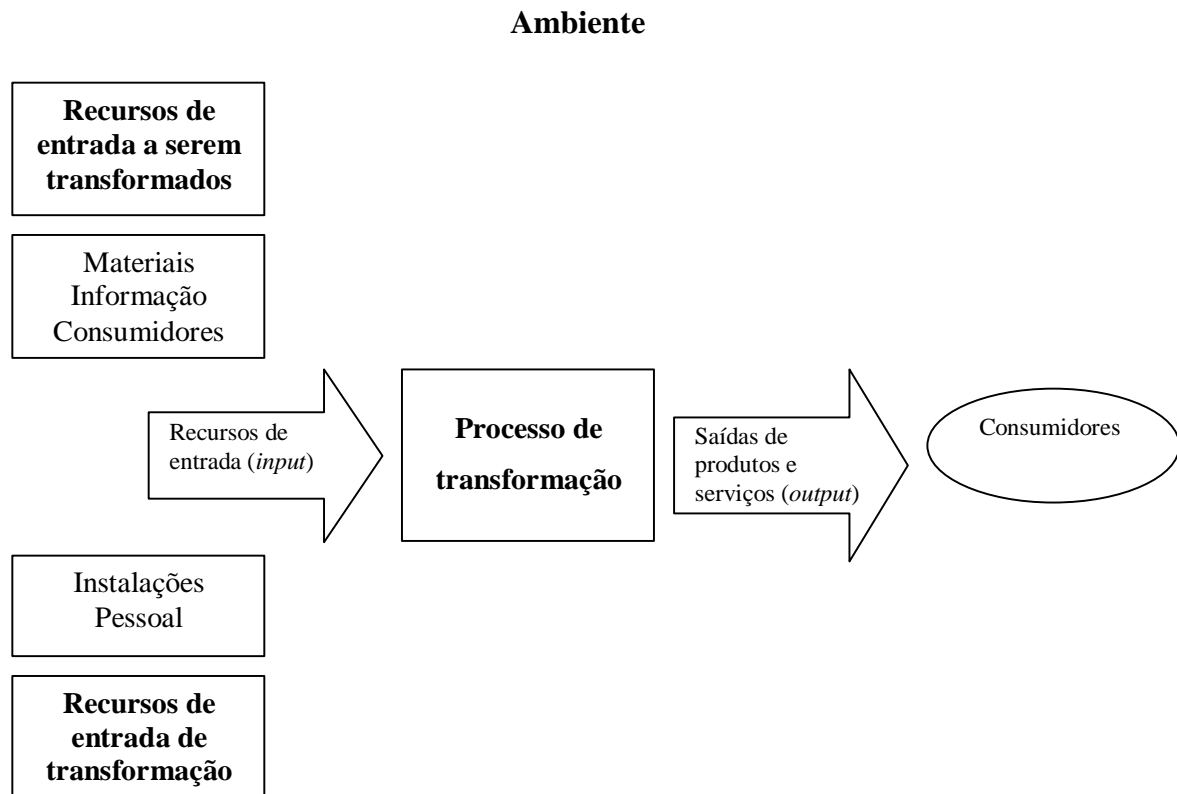 Ambiente
Recursos de
entrada a serem
transformados
Materiais
Informação
Consumidores
Recursos de
entrada (input)
Processo de
transformação
Saídas de
produtos e
serviços (output)
Consumidores
Instalações
Pessoal
Recursos de
entrada de
transformação